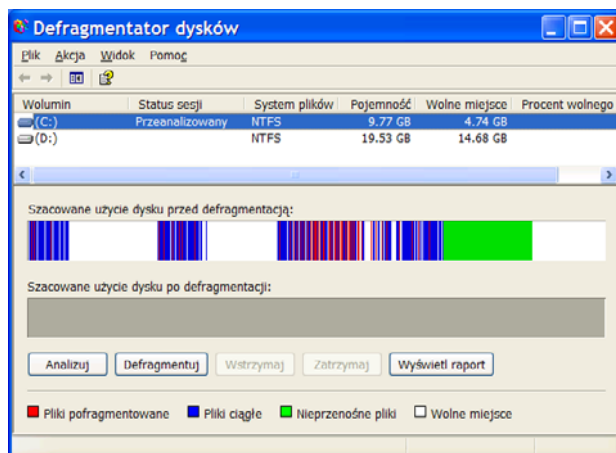 Defragmentator dysków
Plik Akcja Widok Pomoc
Wolumin Status sesji System plików Pojemność Wolne miejsce Procent wolnego
(C:) Przeanalizowany NTFS 9.77 GB 4.74 GB
(D:) NTFS 19.53 GB 14.68 GB
Szacowane użycie dysku przed defragmentacją:
Szacowane użycie dysku po defragmentacji:
Analizuj Defragmentuj Wstrzymaj Zatrzymaj Wyświetl raport
Pliki pofragmentowane Pliki ciągłe Nieprzenośne pliki Wolne miejsce